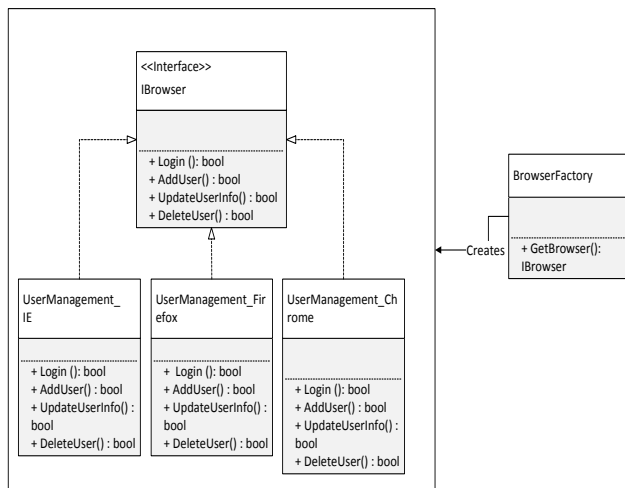 <<Interface>>
IBrowser
+ Login (): bool
+ AddUser() : bool
+ UpdateUserInfo() : bool
+ DeleteUser() : bool
BrowserFactory
+ GetBrowser():
IBrowser
Creates
UserManagement_
IE
+ Login (): bool
+ AddUser() : bool
+ UpdateUserInfo() :
bool
+ DeleteUser() : bool
UserManagement_Fir
efox
+ Login (): bool
+ AddUser() : bool
+ UpdateUserInfo() :
bool
+ DeleteUser() : bool
UserManagement_Ch
rome
+ Login (): bool
+ AddUser() : bool
+ UpdateUserInfo() :
bool
+ DeleteUser() : bool